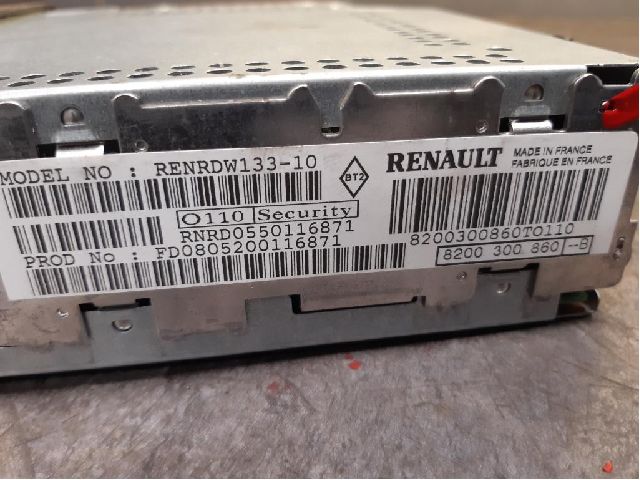 MODEL NO : RENRDW133-10
BT2
RENAULT
MADE IN FRANCE
FABRIQUE EN FRANCE
O110 Security
RNRD0550116871
PROD No : FD0805200116871
8200300860T0110
8200 300 860 -B